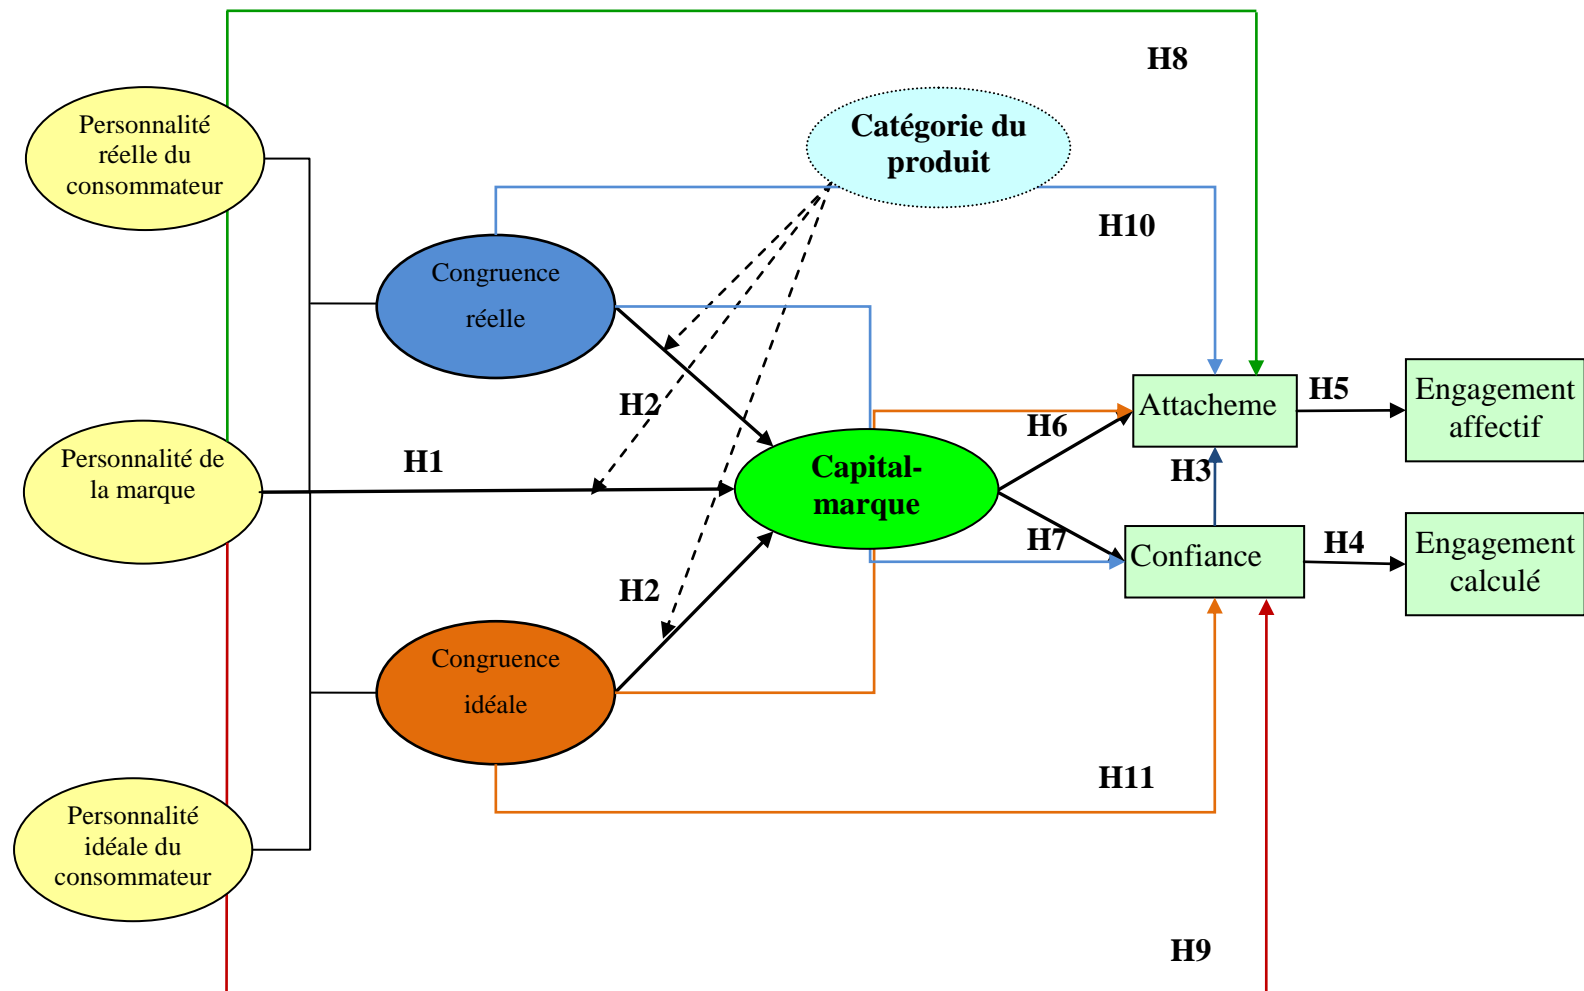 H8
Personnalité
réelle du
consommateur
Catégorie du
produit
H10
Congruence
réelle
H2
Attacheme
H5
Engagement
affectif
H6
Personnalité de
la marque
H1
Capital-
marque
H3
H7
Confiance
H4
Engagement
calculé
H2
Congruence
idéale
H11
Personnalité
idéale du
consommateur
H9